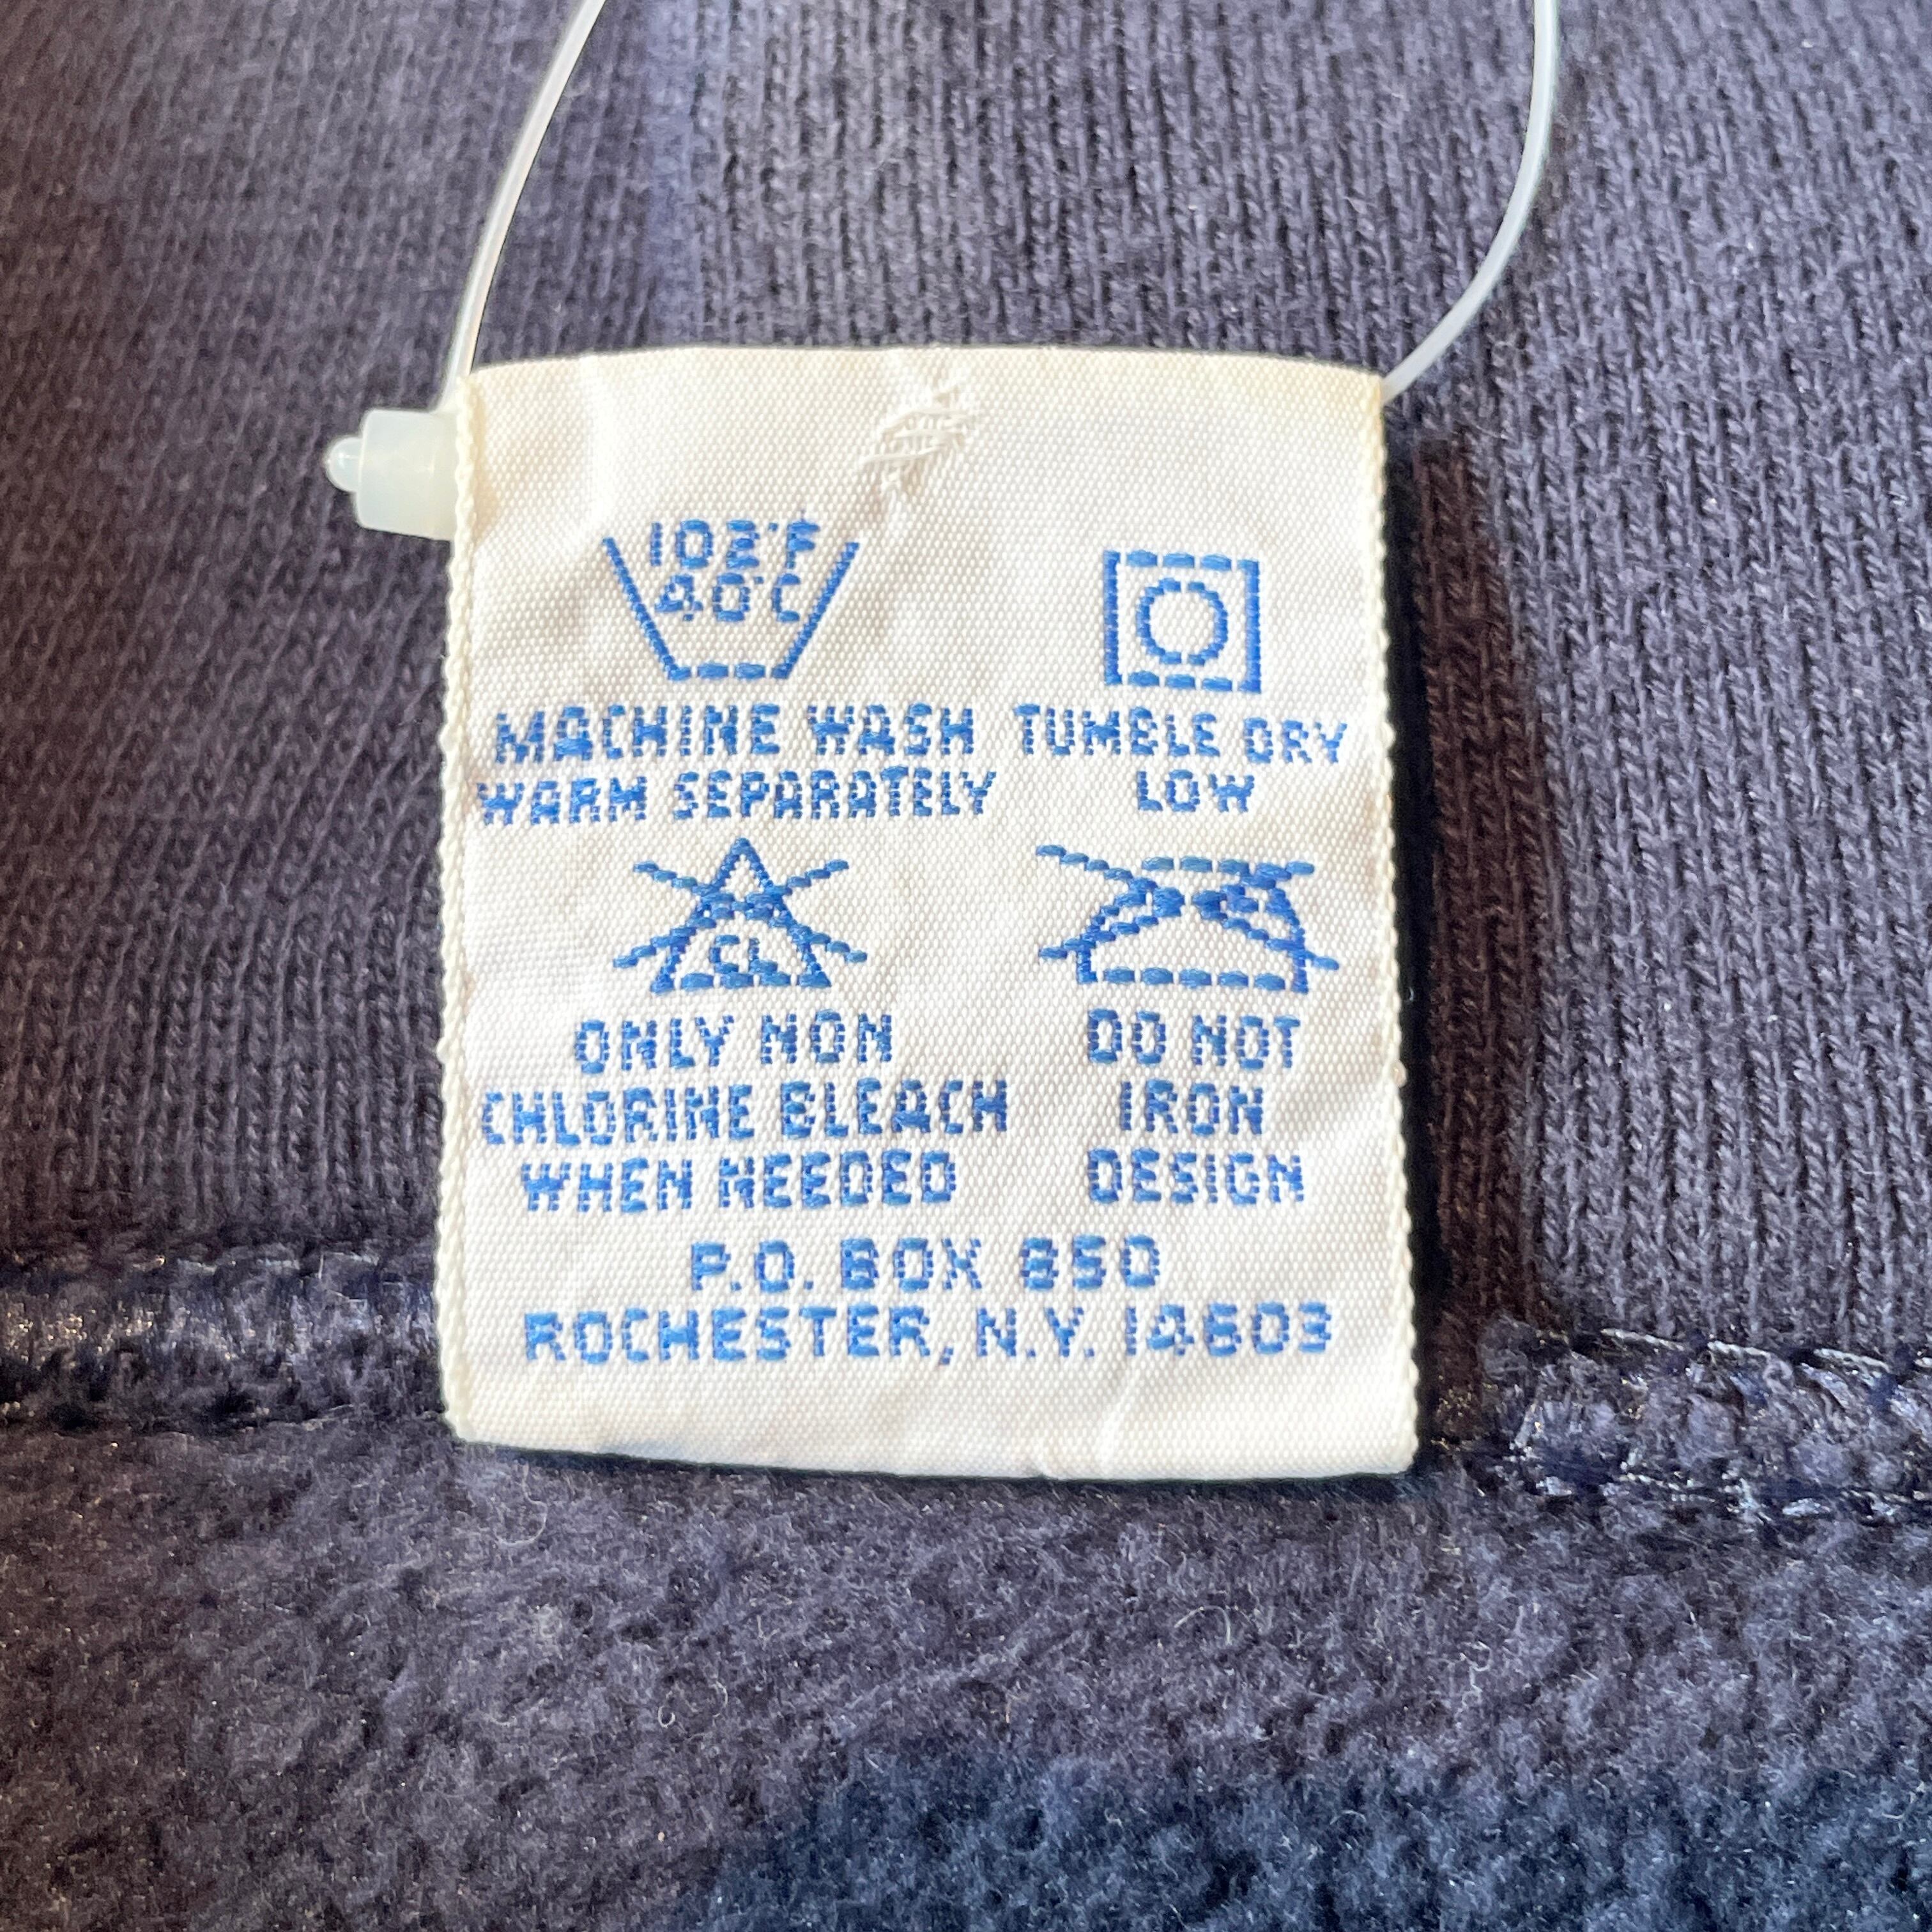 102°F
40°C
MACHINE WASH
WARM SEPARATELY
TUMBLE DRY
LOW
CL
ONLY NON
CHLORINE BLEACH
WHEN NEEDED
DO NOT
IRON
DESIGN
P.O. BOX 850
ROCHESTER, N.Y. 14603